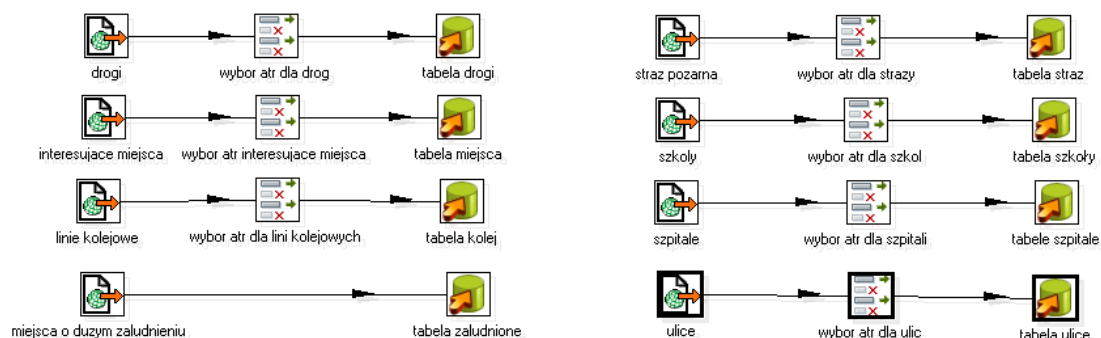 drogi wybor atr dla drog tabela drogi
interesujace miejsca wybor atr interesujace miejsca tabela miejsca
linie kolejowe wybor atr dla lini kolejowych tabela kolej
miejsca o duzym zaludnieniu tabela zaludnione
straz pozarna wybor atr dla strazy tabela straz
szkoly wybor atr dla szkol tabela szkoły
szpitale wybor atr dla szpitali tabele szpitale
ulice wybor atr dla ulic tabela ulice